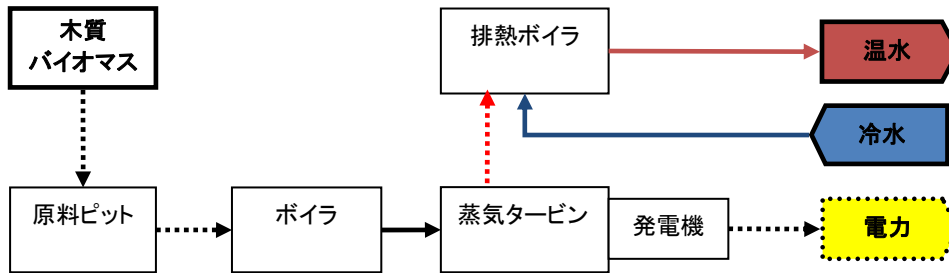 木質
バイオマス
排熱ボイラ
温水
冷水
原料ピット
ボイラ
蒸気タービン
発電機
電力